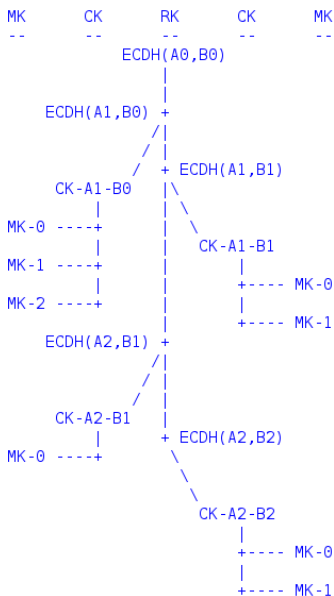 MK CK RK CK MK
-- -- -- -- --
ECDH(A0,B0)
|
|
ECDH(A1,B0) +
/|
/ |
/ + ECDH(A1,B1)
CK-A1-B0 |\
| | \
MK-0 ----+ | \
| | CK-A1-B1
MK-1 ----+ | |
| | +---- MK-0
MK-2 ----+ | |
| +---- MK-1
ECDH(A2,B1) +
/|
/ |
/ |
CK-A2-B1 |
| + ECDH(A2,B2)
MK-0 ----+ \
\
\
CK-A2-B2
|
+---- MK-0
|
+---- MK-1